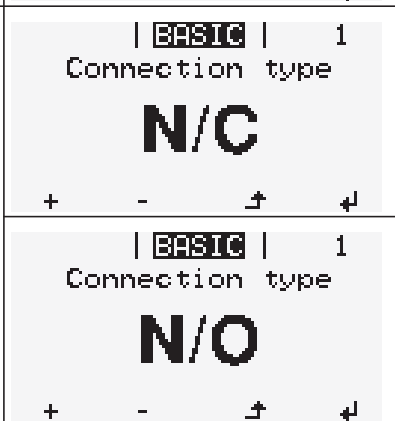 | BASIC | 1
Connection type
N/C
+ - ⬏ ↲
| BASIC | 1
Connection type
N/O
+ - ⬏ ↲